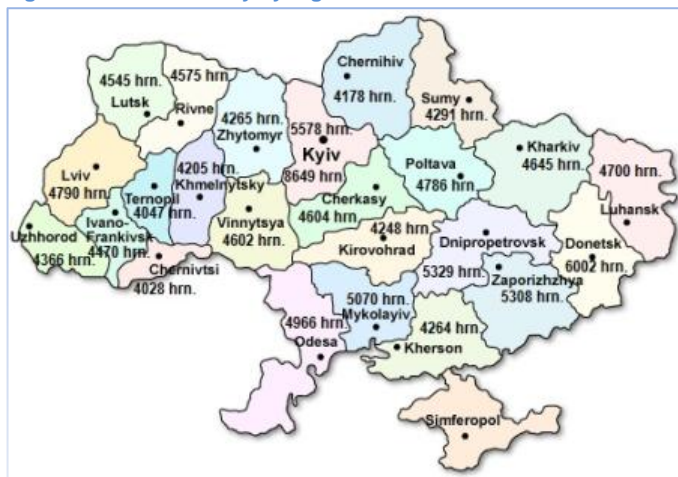 4545 hrn.
Lutsk
4575 hrn.
Rivne
4265 hrn.
Zhytomyr
5578 hrn.
Kyiv
8649 hrn.
Chernihiv
4178 hrn.
Sumy
4291 hrn.
Lviv
4790 hrn.
Ternopil
4047 hrn.
4205 hrn.
Khmelnytsky
Vinnytsya
4602 hrn.
Cherkasy
4604 hrn.
Poltava
4786 hrn.
Kharkiv
4645 hrn.
4700 hrn.
Luhansk
Uzhhorod
4366 hrn.
Ivano-
Frankivsk
4470 hrn.
Chernivtsi
4028 hrn.
4248 hrn.
Kirovohrad
Dnipropetrovsk
5329 hrn.
Donetsk
6002 hrn.
Zaporizhzhya
5308 hrn.
4966 hrn.
Odesa
5070 hrn.
Mykolayiv
4264 hrn.
Kherson
Simferopol